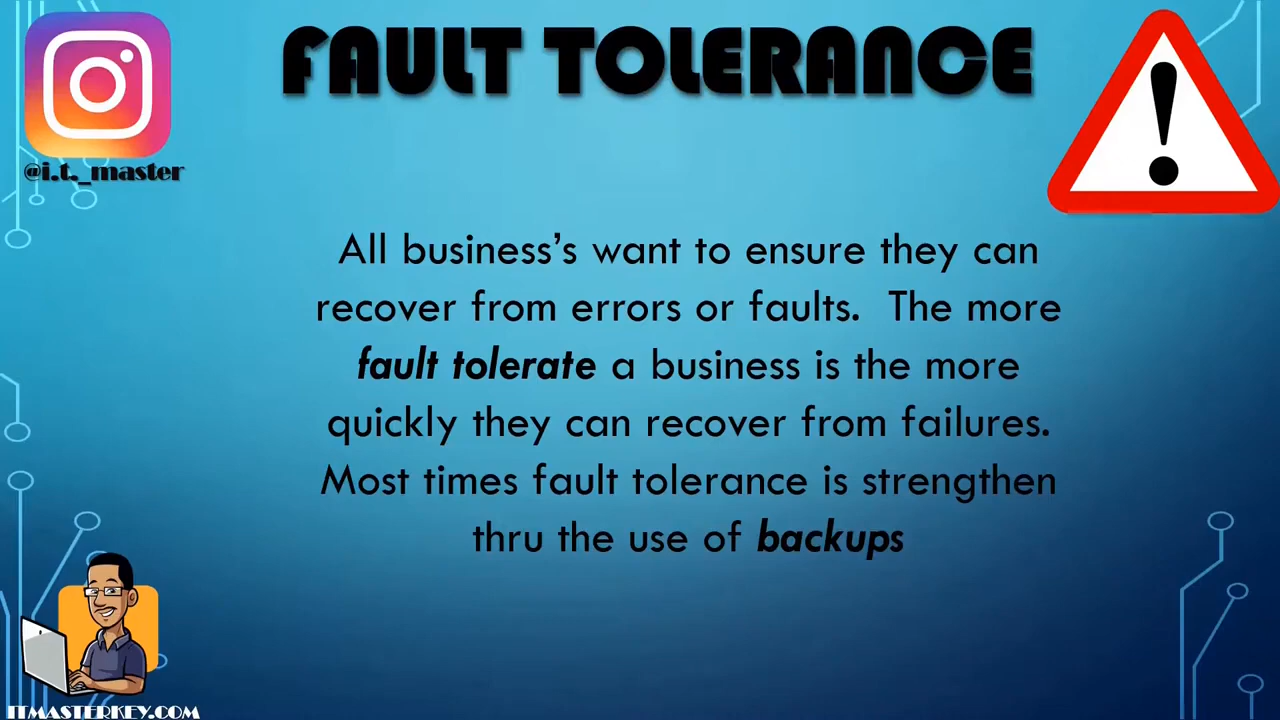 FAULT TOLERANCE
@i.t._master
All business’s want to ensure they can
recover from errors or faults.  The more
fault tolerate a business is the more
quickly they can recover from failures.
Most times fault tolerance is strengthen
thru the use of backups
ITMASTERKEY.COM